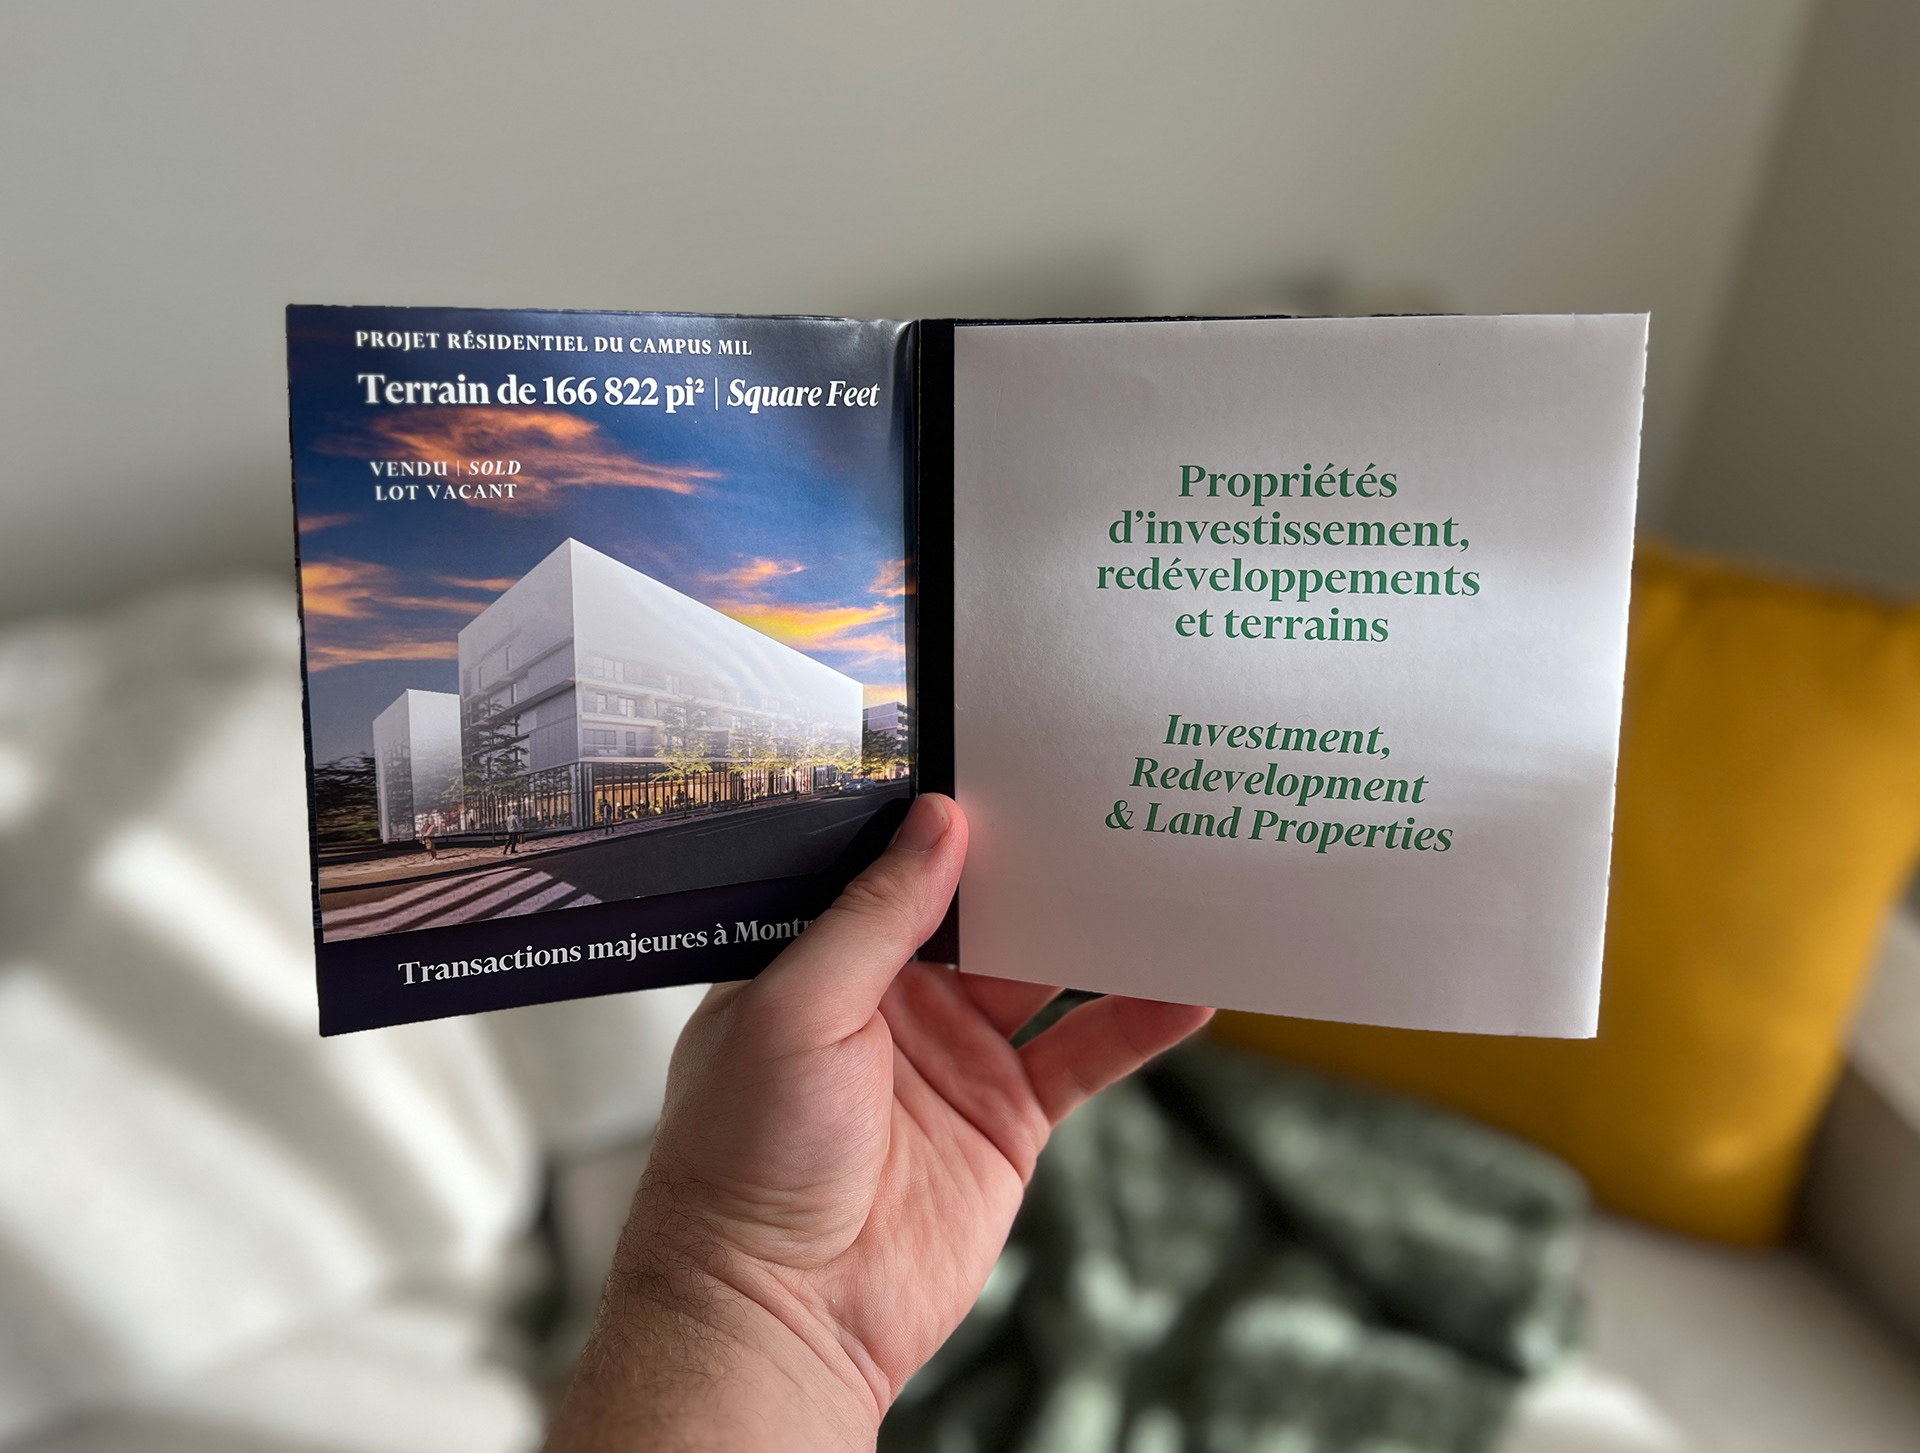 PROJET RÉSIDENTIEL DU CAMPUS MIL
Terrain de 166 822 pi² | Square Feet
VENDU | SOLD
LOT VACANT
Transactions majeures à
Propriétés
d’investissement,
redéveloppements
et terrains
Investment,
Redevelopment
& Land Properties